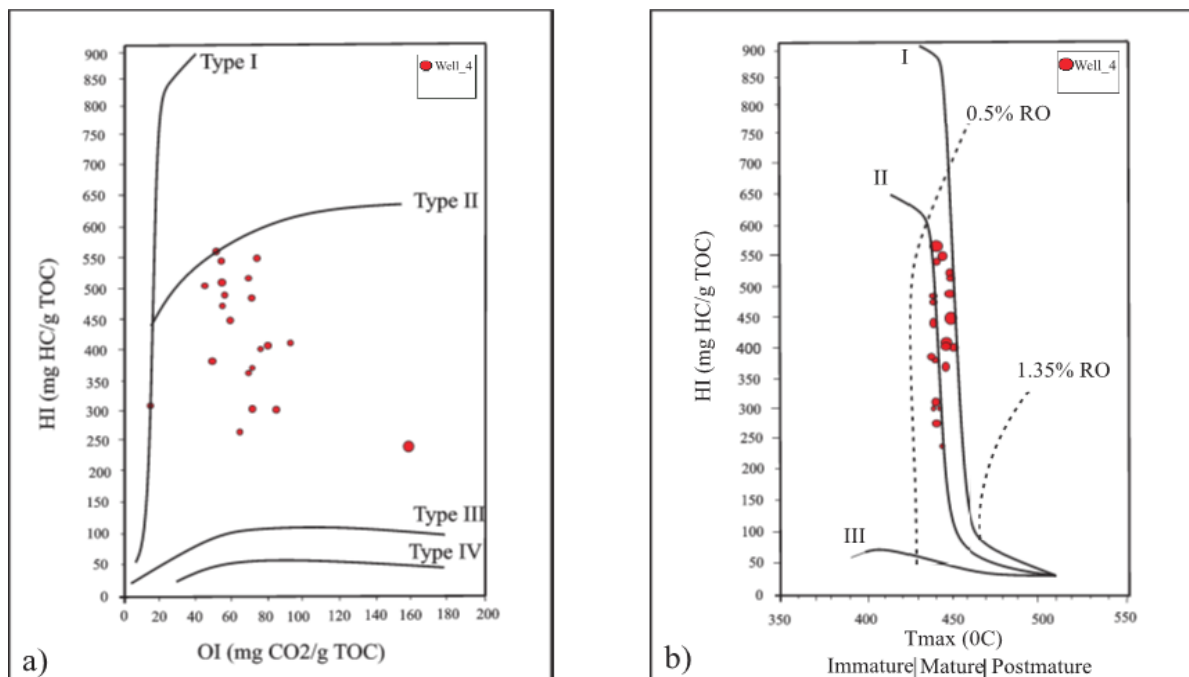 900
850
800
750
700
650
600
550
500
450
400
350
300
250
200
150
100
50
0
HI (mg HC/g TOC)
Type I
Well_4
Type II
Type III
Type IV
0 20 40 60 80 100 120 140 160 180 200
OI (mg CO2/g TOC)
a)
900
850
800
750
700
650
600
550
500
450
400
350
300
250
200
150
100
50
0
HI (mg HC/g TOC)
I
Well_4
0.5% RO
II
1.35% RO
III
350 400 450 500 550
Tmax (0C)
Immature|Mature|Postmature
b)